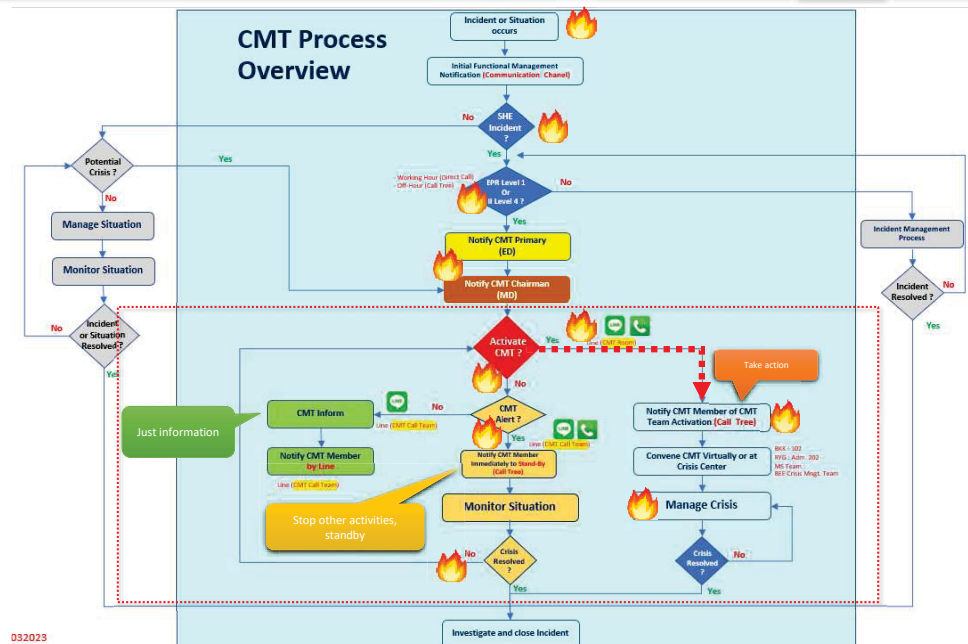 CMT Process
Overview
Incident or Situation
occurs
Initial Functional Management
Notification (Communication Chanel)
SHE
Incident
?
No
Yes
Potential
Crisis ?
Yes
No
Manage Situation
Monitor Situation
Incident
or Situation
Resolved ?
No
Yes
- Working Hour (Direct Call)
- Off-Hour (Call Tree)
EPR Level 1
Or
Level 4 ?
No
Yes
Incident Management
Process
Incident
Resolved ?
No
Yes
Notify CMT Primary
(ED)
Notify CMT Chairman
(MD)
Activate
CMT ?
Yes
LINE
Line (CMT Room)
No
Take action
CMT
Alert ?
No
LINE
Line (CMT Call Team)
Yes
LINE
Line (CMT Call Team)
CMT Inform
Just information
Notify CMT Member
by Line
Line (CMT Call Team)
Notify CMT Member
Immediately to Stand-By
(Call Tree)
Stop other activities,
standby
Monitor Situation
Crisis
Resolved
?
No
Yes
Notify CMT Member of CMT
Team Activation (Call Tree)
Convene CMT Virtually or at
Crisis Center
BKK - 302
RYG : Adm. 202
MS Team :
BEE Crisis Mngt. Team
Manage Crisis
Crisis
Resolved
?
No
Yes
Investigate and close Incident
032023